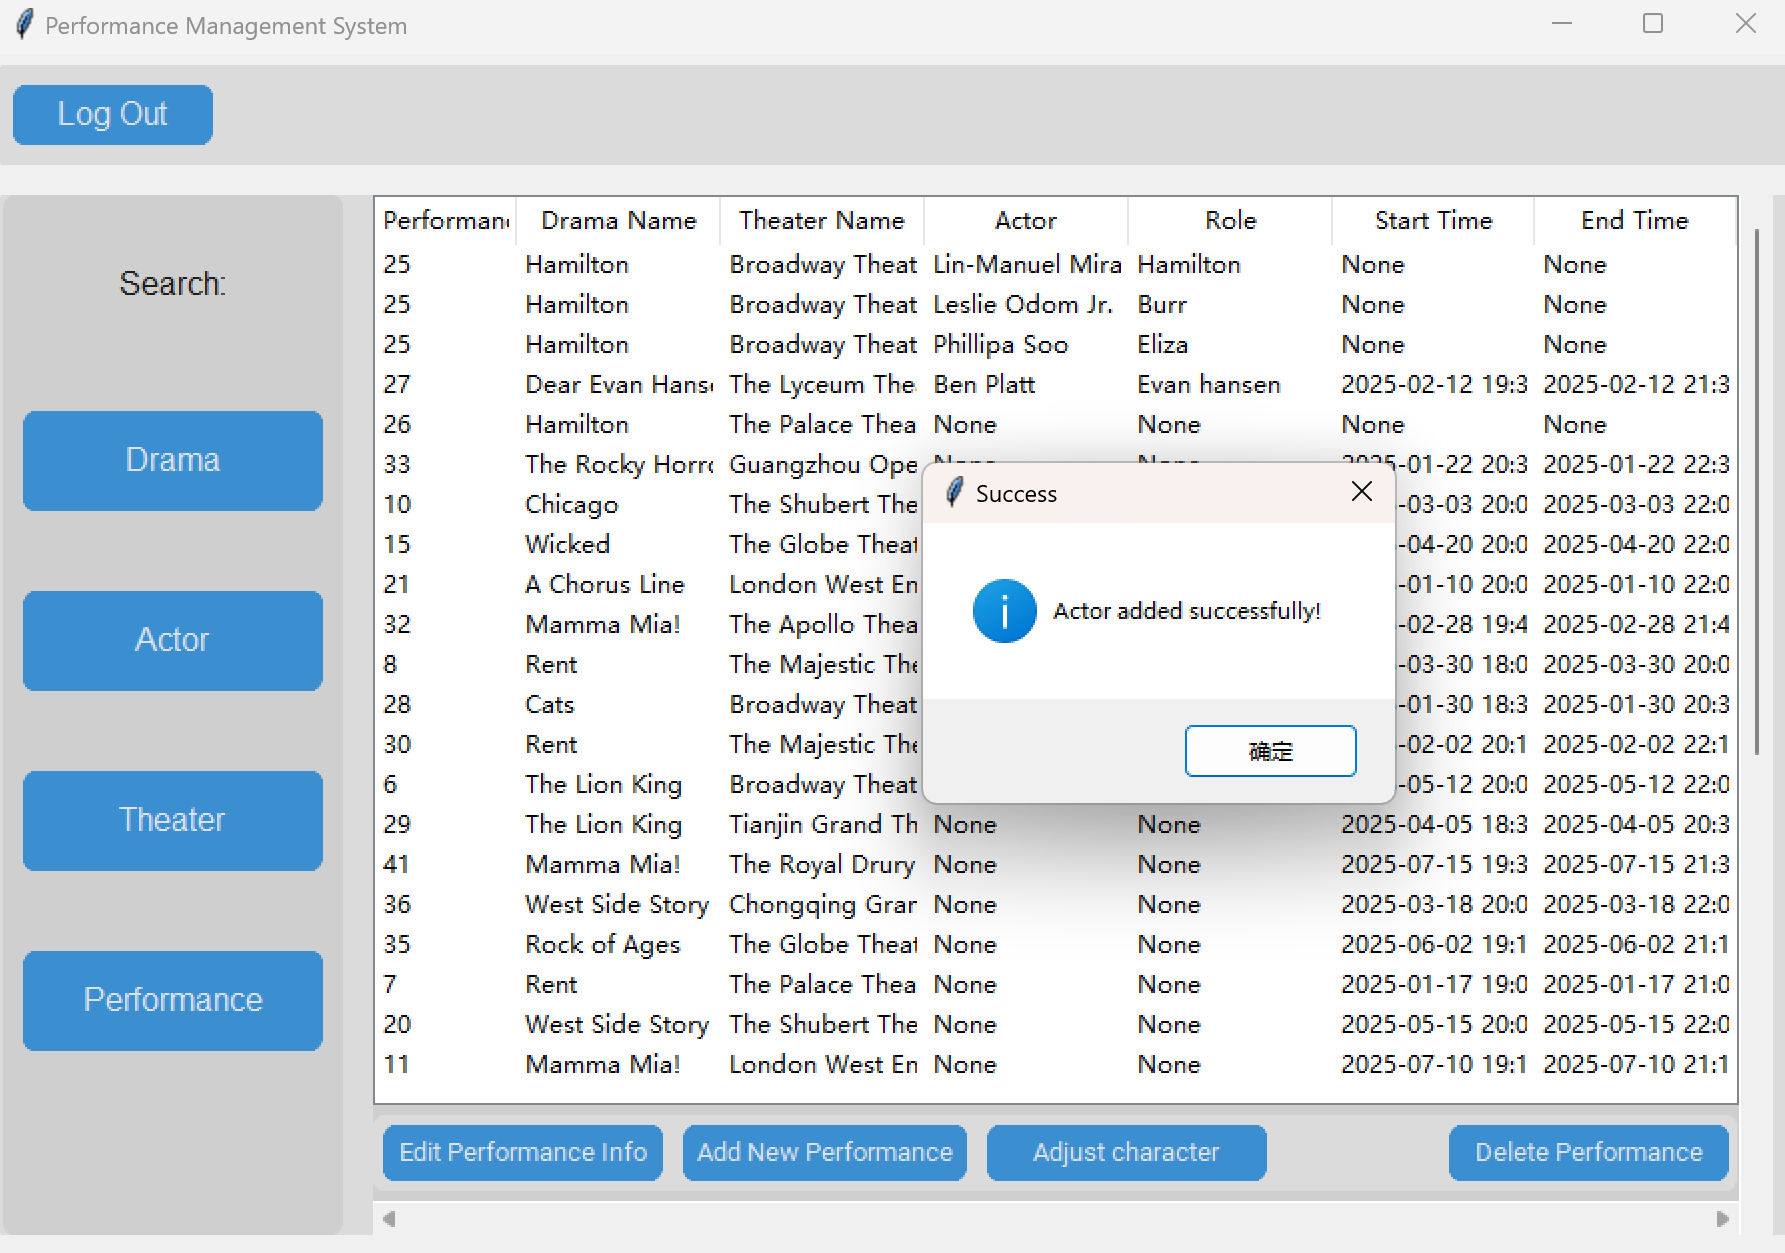 Performance Management System
Log Out
Search:
Drama
Actor
Theater
Performance
Performanc Drama Name Theater Name Actor Role Start Time End Time
25 Hamilton Broadway Theat Lin-Manuel Mira Hamilton None None
25 Hamilton Broadway Theat Leslie Odom Jr. Burr None None
25 Hamilton Broadway Theat Phillipa Soo Eliza None None
27 Dear Evan Hanse The Lyceum The Ben Platt Evan hansen 2025-02-12 19:3 2025-02-12 21:3
26 Hamilton The Palace Thea None None None None
33 The Rocky Horro Guangzhou Ope None None -01-22 20:3 2025-01-22 22:3
10 Chicago The Shubert The -03-03 20:0 2025-03-03 22:0
15 Wicked The Globe Theat -04-20 20:0 2025-04-20 22:0
21 A Chorus Line London West En -01-10 20:0 2025-01-10 22:0
32 Mamma Mia! The Apollo Thea -02-28 19:4 2025-02-28 21:4
8 Rent The Majestic The -03-30 18:0 2025-03-30 20:0
28 Cats Broadway Theat -01-30 18:3 2025-01-30 20:3
30 Rent The Majestic The -02-02 20:1 2025-02-02 22:1
6 The Lion King Broadway Theat -05-12 20:0 2025-05-12 22:0
29 The Lion King Tianjin Grand Th None None 2025-04-05 18:3 2025-04-05 20:3
41 Mamma Mia! The Royal Drury None None 2025-07-15 19:3 2025-07-15 21:3
36 West Side Story Chongqing Gran None None 2025-03-18 20:0 2025-03-18 22:0
35 Rock of Ages The Globe Theat None None 2025-06-02 19:1 2025-06-02 21:1
7 Rent The Palace Thea None None 2025-01-17 19:0 2025-01-17 21:0
20 West Side Story The Shubert The None None 2025-05-15 20:0 2025-05-15 22:0
11 Mamma Mia! London West En None None 2025-07-10 19:1 2025-07-10 21:1
Success
Actor added successfully!
确定
Edit Performance Info
Add New Performance
Adjust character
Delete Performance